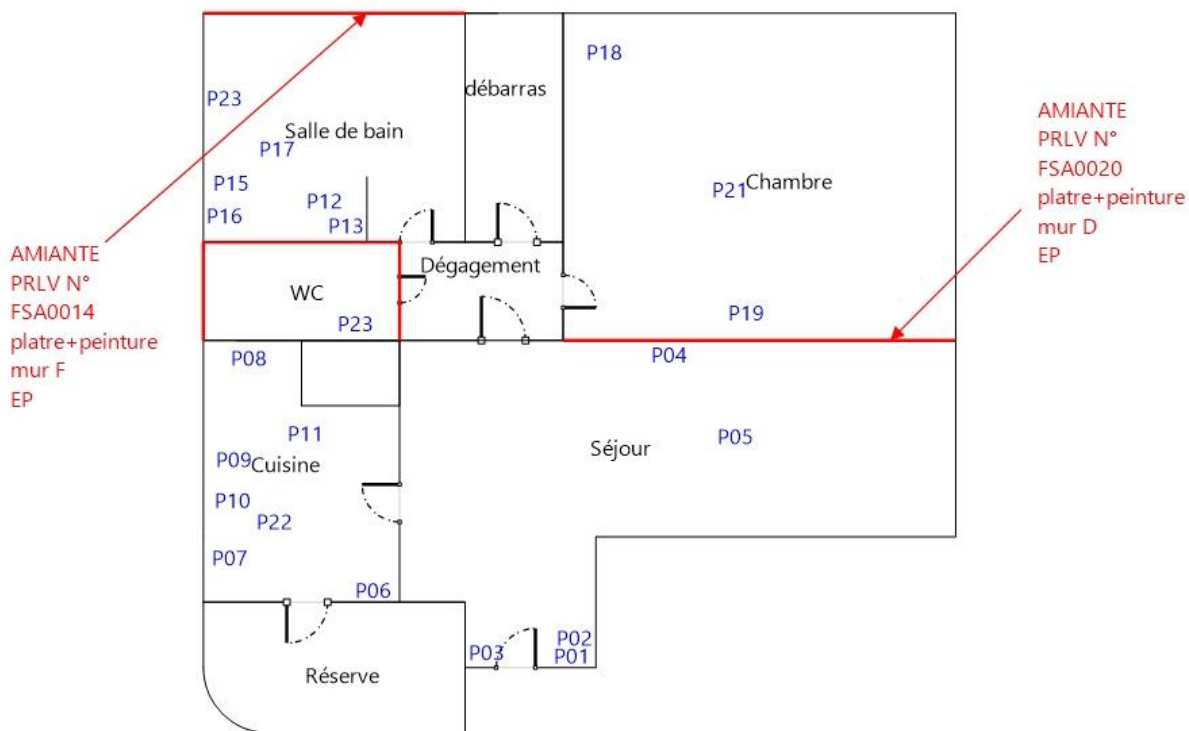 P18
débarras
P23
AMIANTE
PRLV N°
FSA0020
platre+peinture
mur D
EP
Salle de bain
P17
P15
P21
Chambre
P12
P16
P13
AMIANTE
PRLV N°
FSA0014
platre+peinture
mur F
EP
Dégagement
WC
P23
P19
P08
P04
P11
P05
Séjour
P09
Cuisine
P10
P22
P07
P06
P02
P03
P01
Réserve